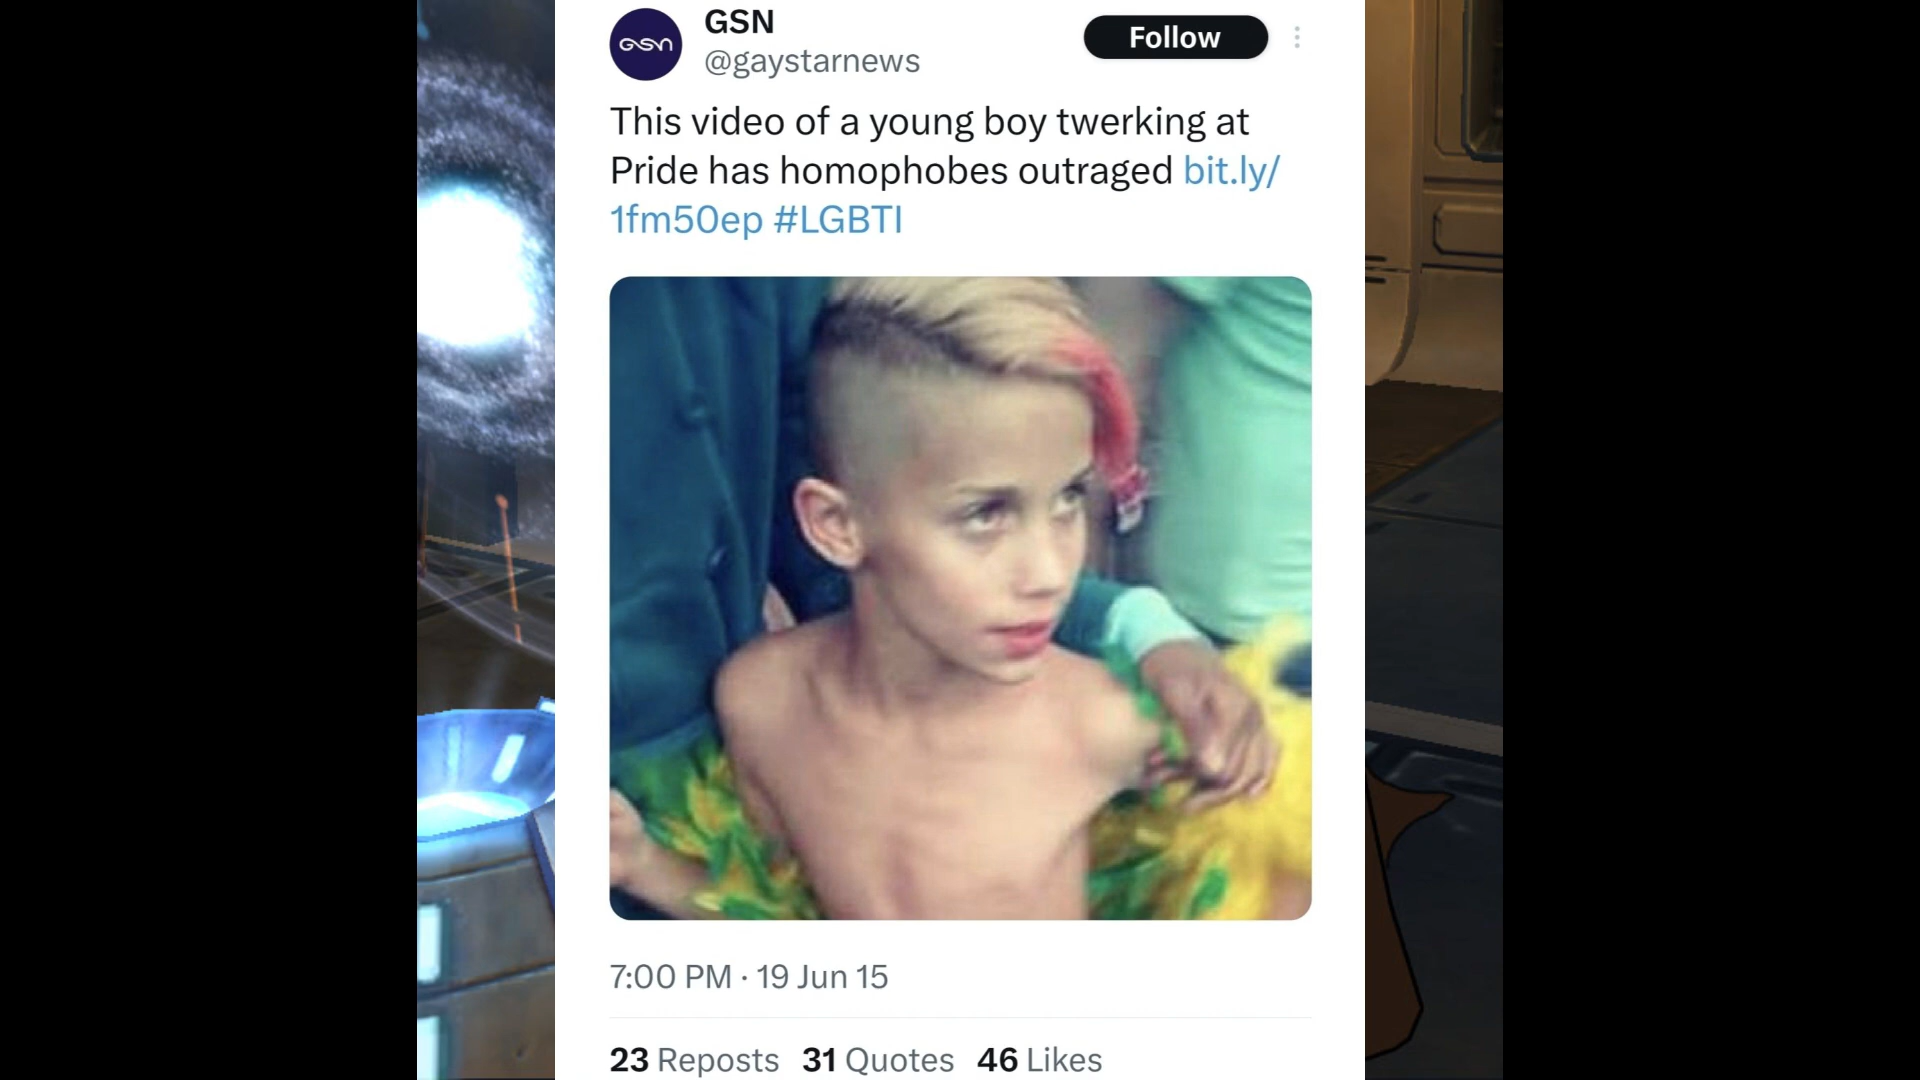 GSN
GSN
@gaystarnews
Follow
This video of a young boy twerking at
Pride has homophobes outraged bit.ly/
1fm50ep #LGBTI
7:00 PM · 19 Jun 15
23 Reposts 31 Quotes 46 Likes